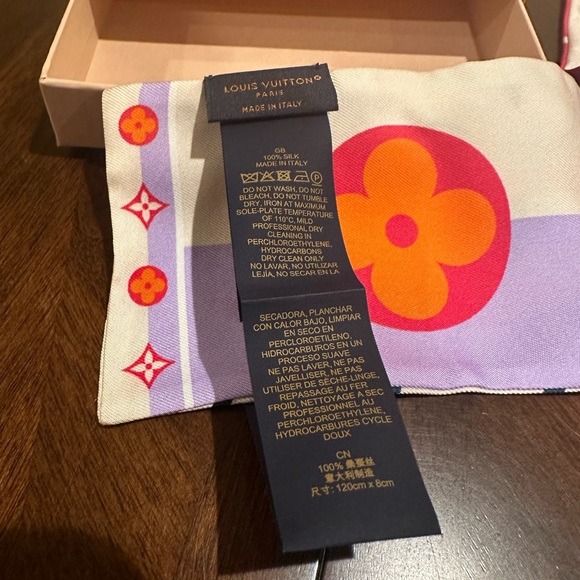 LOUIS VUITTON®
PARIS
MADE IN ITALY
GB
100% SILK
MADE IN ITALY
DO NOT WASH, DO NOT
BLEACH, DO NOT TUMBLE
DRY, IRON AT MAXIMUM
SOLE-PLATE TEMPERATURE
OF 110°C, MILD
PROFESSIONAL DRY
CLEANING IN
PERCHLOROETHYLENE,
HYDROCARBONS
DRY CLEAN ONLY
NO LAVAR, NO UTILIZAR
LEJÍA, NO SECAR EN LA
SECADORA, PLANCHAR
CON CALOR BAJO, LIMPIAR
EN SECO EN
PERCLOROETILENO,
HIDROCARBUROS EN UN
PROCESO SUAVE
NE PAS LAVER, NE PAS
JAVELLISER, NE PAS
UTILISER DE SÈCHE-LINGE,
REPASSAGE AU FER
FROID, NETTOYAGE A SEC
PROFESSIONNEL AU
PERCHLOROETHYLENE,
HYDROCARBURES CYCLE
DOUX
CN
100% 桑蚕丝
意大利制造
尺寸: 120cm x 8cm